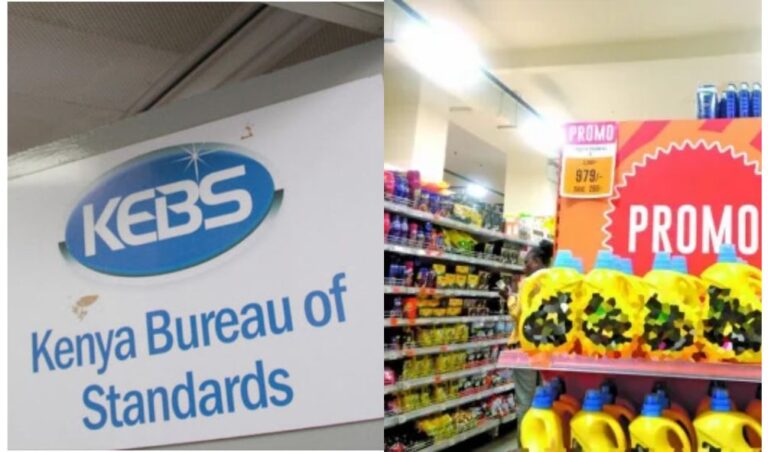 KEBS
Kenya Bureau of
Standards
PROMO
979/-
PROMO